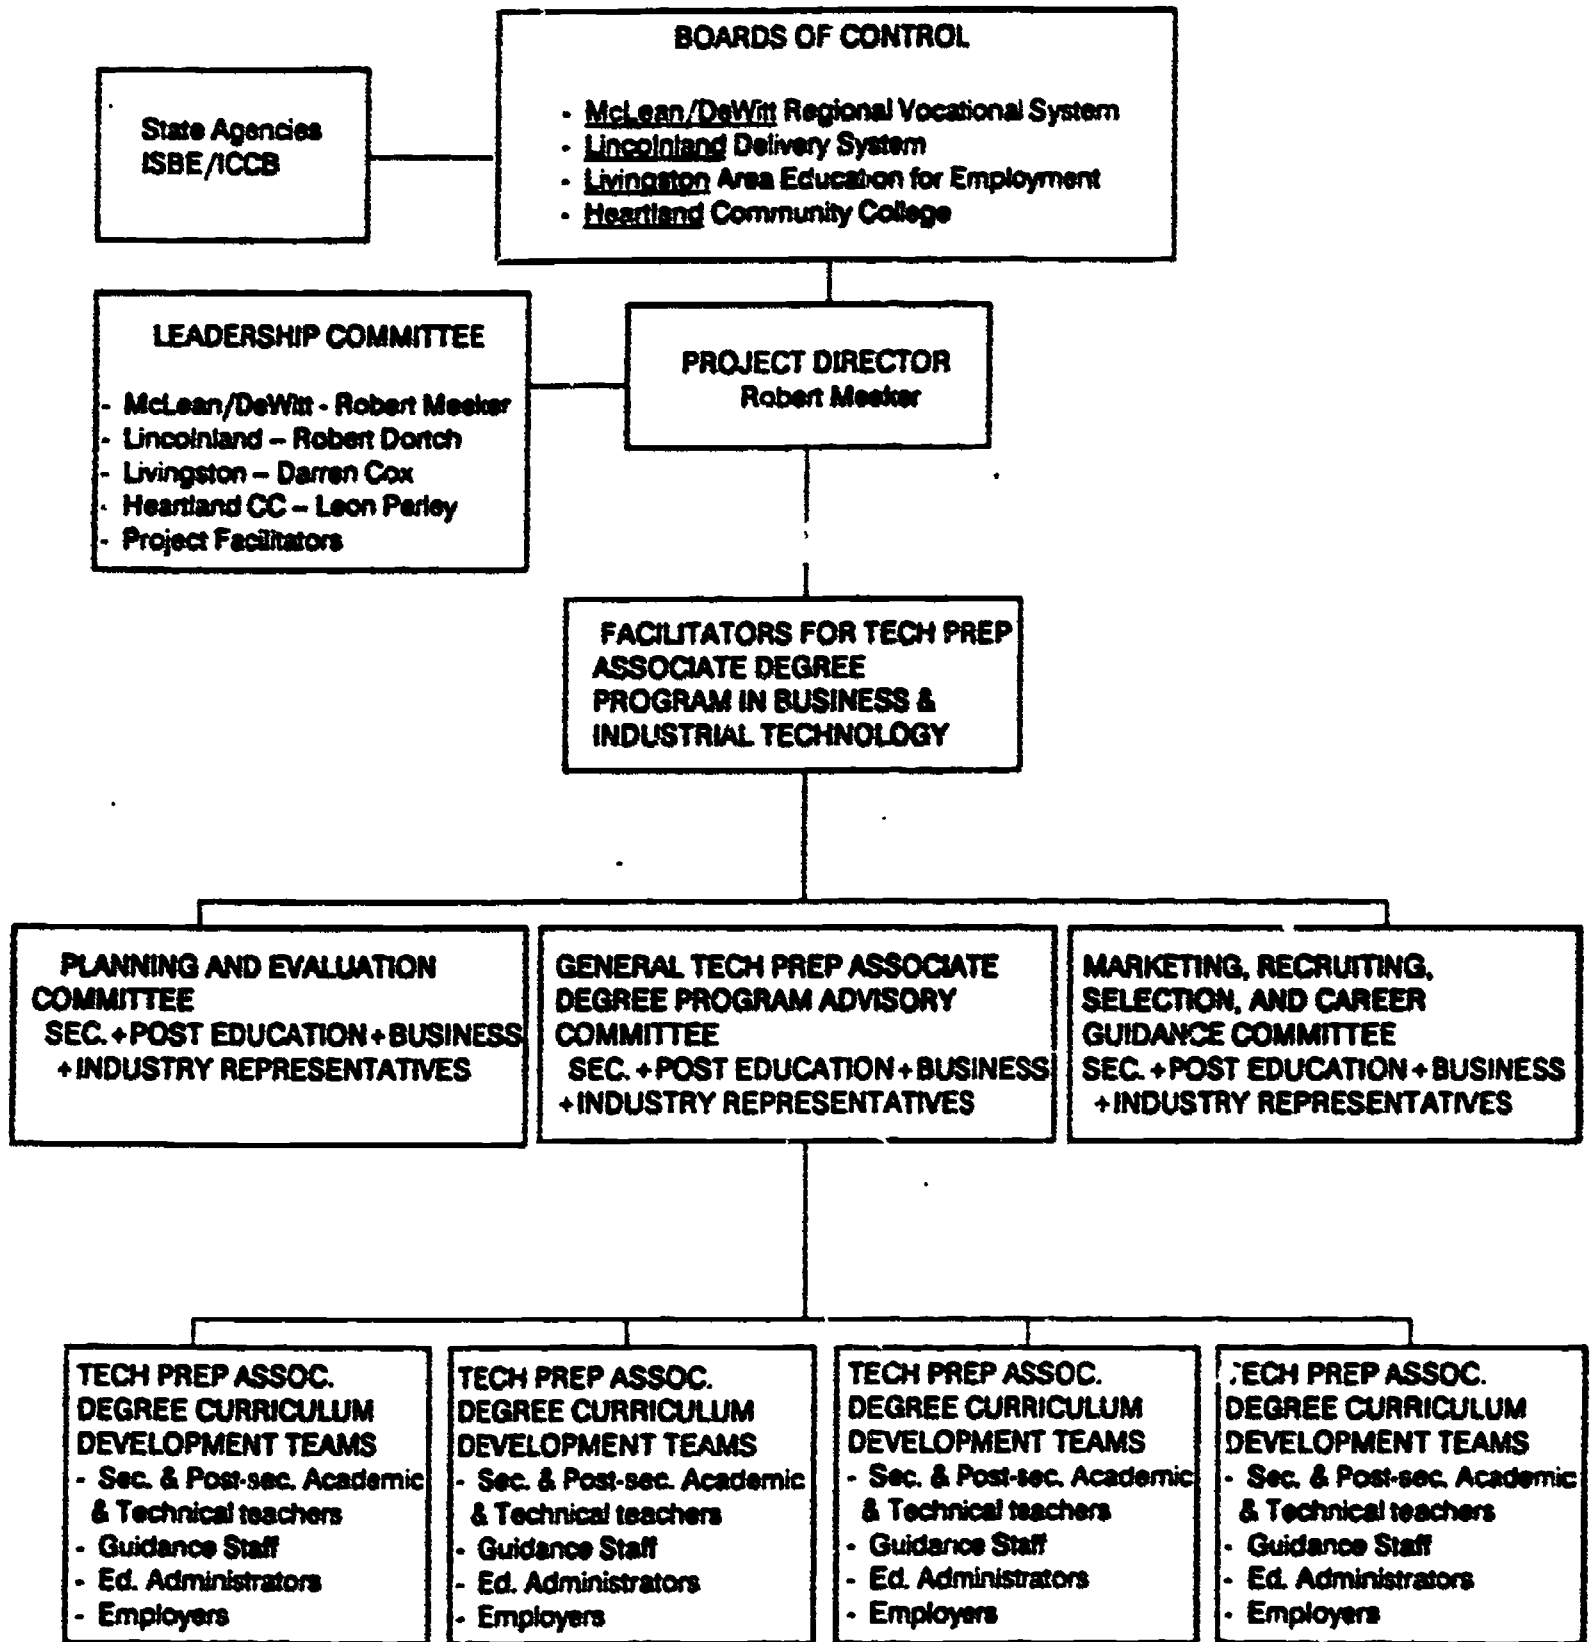 BOARDS OF CONTROL
- McLean/DeWitt Regional Vocational System
- Lincolnland Delivery System
- Livingston Area Education for Employment
- Heartland Community College
State Agencies
ISBE/ICCB
LEADERSHIP COMMITTEE
- McLean/DeWitt - Robert Meeker
- Lincolnland – Robert Dortch
- Livingston – Darren Cox
- Heartland CC – Leon Perley
- Project Facilitators
PROJECT DIRECTOR
Robert Meeker
FACILITATORS FOR TECH PREP
ASSOCIATE DEGREE
PROGRAM IN BUSINESS &
INDUSTRIAL TECHNOLOGY
PLANNING AND EVALUATION
COMMITTEE
SEC. + POST EDUCATION + BUSINESS
+ INDUSTRY REPRESENTATIVES
GENERAL TECH PREP ASSOCIATE
DEGREE PROGRAM ADVISORY
COMMITTEE
SEC. + POST EDUCATION + BUSINESS
+ INDUSTRY REPRESENTATIVES
MARKETING, RECRUITING,
SELECTION, AND CAREER
GUIDANCE COMMITTEE
SEC. + POST EDUCATION + BUSINESS
+ INDUSTRY REPRESENTATIVES
TECH PREP ASSOC.
DEGREE CURRICULUM
DEVELOPMENT TEAMS
- Sec. & Post-sec. Academic
& Technical teachers
- Guidance Staff
- Ed. Administrators
- Employers
TECH PREP ASSOC.
DEGREE CURRICULUM
DEVELOPMENT TEAMS
- Sec. & Post-sec. Academic
& Technical teachers
- Guidance Staff
- Ed. Administrators
- Employers
TECH PREP ASSOC.
DEGREE CURRICULUM
DEVELOPMENT TEAMS
- Sec. & Post-sec. Academic
& Technical teachers
- Guidance Staff
- Ed. Administrators
- Employers
TECH PREP ASSOC.
DEGREE CURRICULUM
DEVELOPMENT TEAMS
- Sec. & Post-sec. Academic
& Technical teachers
- Guidance Staff
- Ed. Administrators
- Employers